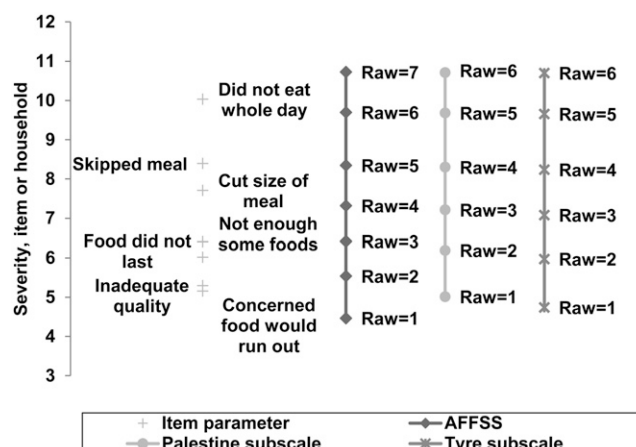 Severity, item or household
12
11
10
9
8
7
6
5
4
3
Did not eat
whole day
Skipped meal
Cut size of
meal
Not enough
some foods
Food did not
last
Inadequate
quality
Concerned
food would
run out
Raw=7
Raw=6
Raw=5
Raw=4
Raw=3
Raw=2
Raw=1
Raw=6
Raw=5
Raw=4
Raw=3
Raw=2
Raw=1
Raw=6
Raw=5
Raw=4
Raw=3
Raw=2
Raw=1
Item parameter
AFFSS
Palestine subscale
Tyre subscale